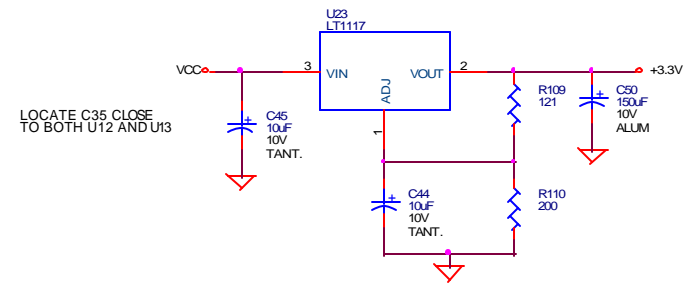 U23
LT1117
VCC
3
VIN
VOUT
2
+3.3V
ADJ
1
R109
121
C50
150uF
10V
ALUM
LOCATE C35 CLOSE
TO BOTH U12 AND U13
C45
10uF
10V
TANT.
C44
10uF
10V
TANT.
R110
200